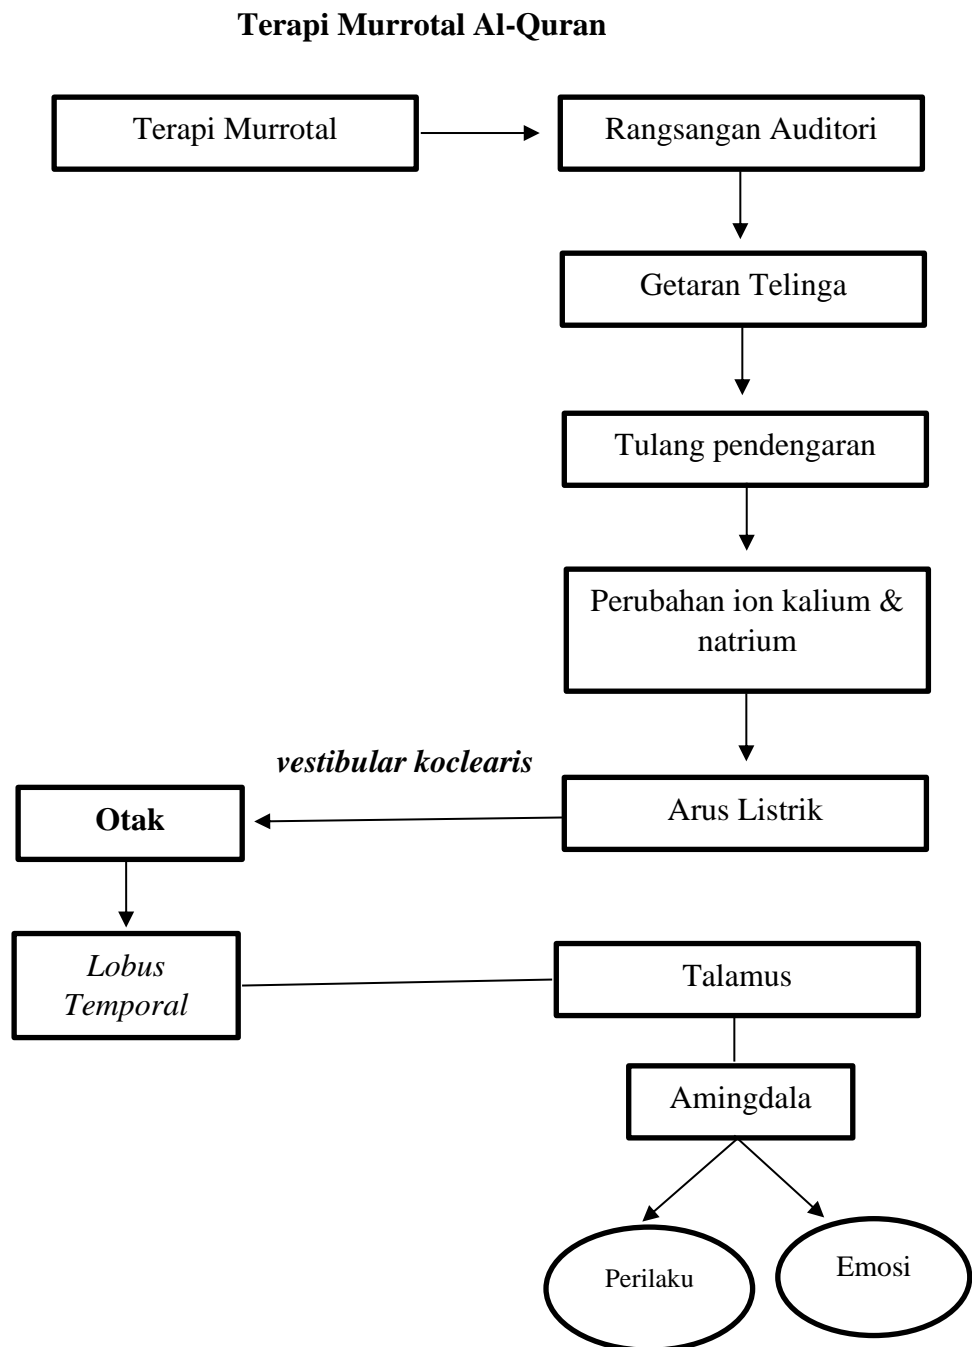 Terapi Murrotal Al-Quran
Terapi Murrotal
Rangsangan Auditori
Getaran Telinga
Tulang pendengaran
Perubahan ion kalium &
natrium
vestibular koclearis
Arus Listrik
Otak
Lobus
Temporal
Talamus
Amingdala
Perilaku
Emosi